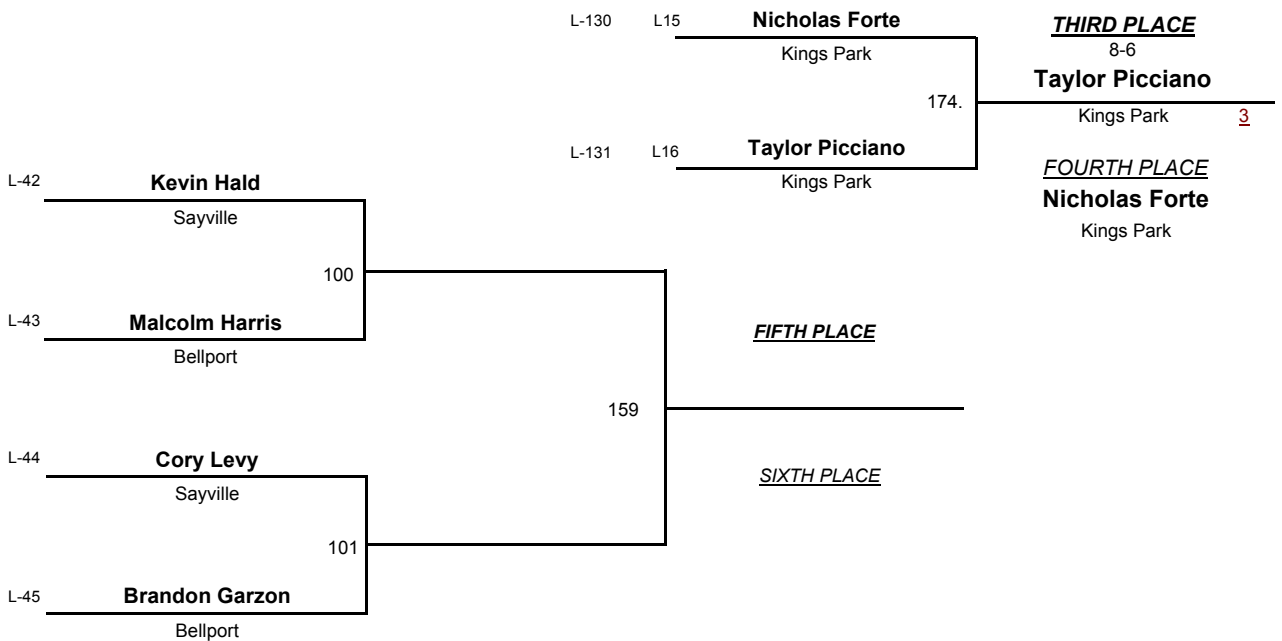 L-130 L15 Nicholas Forte
Kings Park
THIRD PLACE
8-6
174. Taylor Picciano
Kings Park 3
L-131 L16 Taylor Picciano
Kings Park
FOURTH PLACE
Nicholas Forte
Kings Park
L-42 Kevin Hald
Sayville
100
L-43 Malcolm Harris
Bellport
FIFTH PLACE
159
L-44 Cory Levy
Sayville
SIXTH PLACE
101
L-45 Brandon Garzon
Bellport